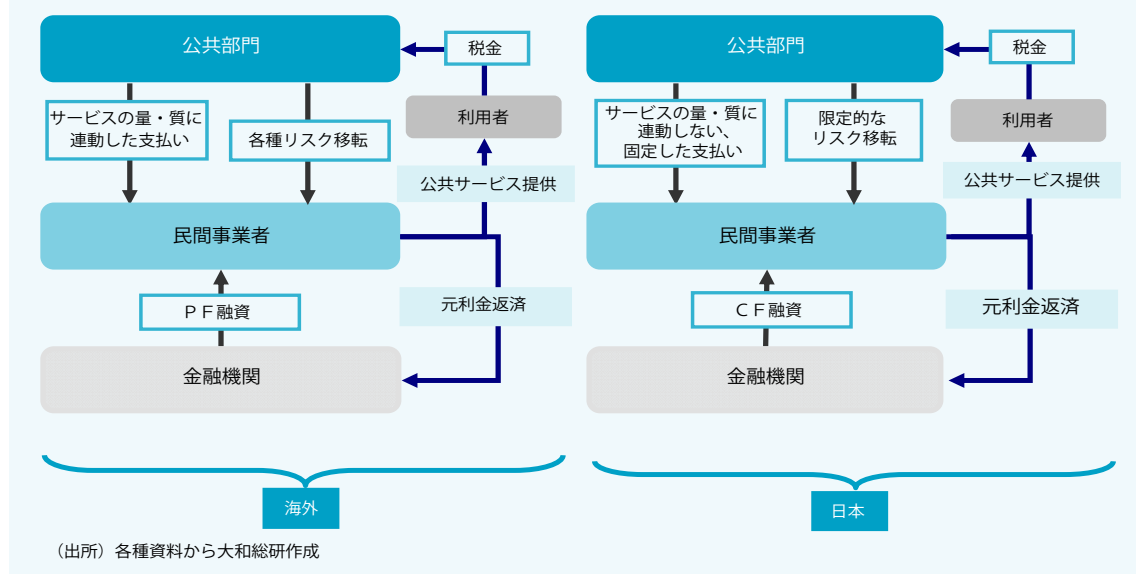 公共部門
税金
サービスの量・質に
連動した支払い
各種リスク移転
利用者
公共サービス提供
民間事業者
ＰＦ融資
元利金返済
金融機関
海外
公共部門
税金
サービスの量・質に
連動しない、
固定した支払い
限定的な
リスク移転
利用者
公共サービス提供
民間事業者
ＣＦ融資
元利金返済
金融機関
日本
（出所）各種資料から大和総研作成